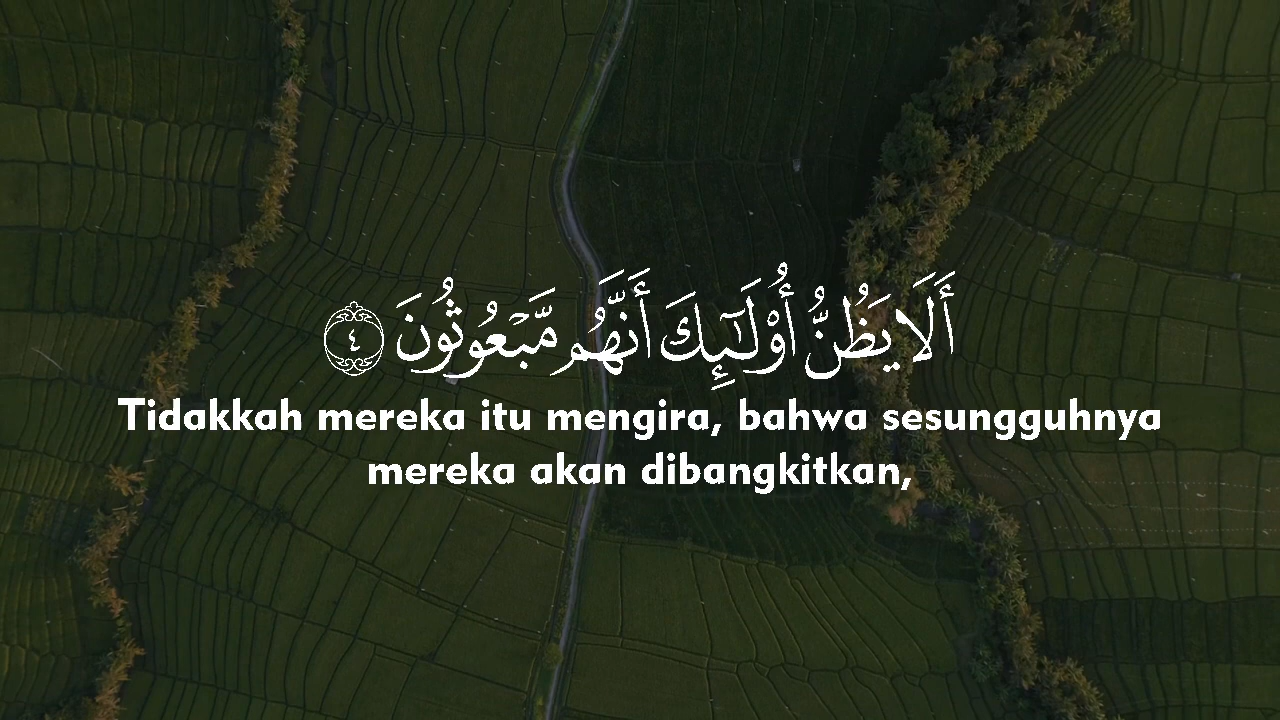 أَلَا يَظُنُّ أُو۟لَٰٓئِكَ أَنَّهُم مَّبْعُوثُونَ ٤
Tidakkah mereka itu mengira, bahwa sesungguhnya
mereka akan dibangkitkan,